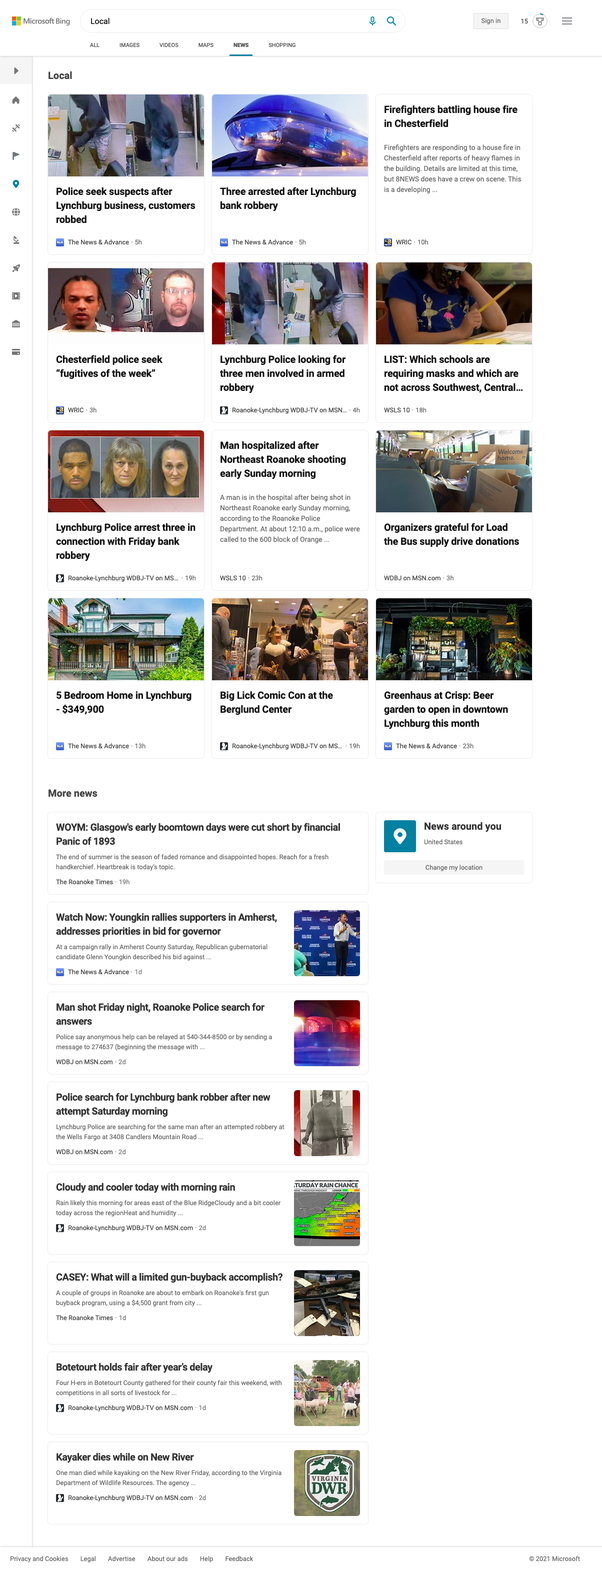 Microsoft Bing
Local
Sign in
15
ALL
IMAGES
VIDEOS
MAPS
NEWS
SHOPPING
Local
Police seek suspects after
Lynchburg business, customers
robbed
The News & Advance · 5h
Three arrested after Lynchburg
bank robbery
The News & Advance · 5h
Firefighters battling house fire
in Chesterfield
Firefighters are responding to a house fire in
Chesterfield after reports of heavy flames in
the building. Details are limited at this time,
but 8NEWS does have a crew on scene. This
is a developing ...
WRIC · 10h
Chesterfield police seek
“fugitives of the week”
WRIC · 3h
Lynchburg Police looking for
three men involved in armed
robbery
Roanoke-Lynchburg WDBJ-TV on MSN... · 4h
LIST: Which schools are
requiring masks and which are
not across Southwest, Central...
WSLS 10 · 18h
Lynchburg Police arrest three in
connection with Friday bank
robbery
Roanoke-Lynchburg WDBJ-TV on MS... · 19h
Man hospitalized after
Northeast Roanoke shooting
early Sunday morning
A man is in the hospital after being shot in
Northeast Roanoke early Sunday morning,
according to the Roanoke Police
Department. At about 12:10 a.m., police were
called to the 600 block of Orange ...
WSLS 10 · 23h
Welcome
home.
Organizers grateful for Load
the Bus supply drive donations
WDBJ on MSN.com · 3h
5 Bedroom Home in Lynchburg
- $349,900
The News & Advance · 13h
Big Lick Comic Con at the
Berglund Center
Roanoke-Lynchburg WDBJ-TV on MS... · 19h
Greenhaus at Crisp: Beer
garden to open in downtown
Lynchburg this month
The News & Advance · 23h
More news
WOYM: Glasgow's early boomtown days were cut short by financial
Panic of 1893
The end of summer is the season of faded romance and disappointed hopes. Reach for a fresh
handkerchief. Heartbreak is today's topic.
The Roanoke Times · 19h
News around you
United States
Change my location
Watch Now: Youngkin rallies supporters in Amherst,
addresses priorities in bid for governor
At a campaign rally in Amherst County Saturday, Republican gubernatorial
candidate Glenn Youngkin described his bid against ...
The News & Advance · 1d
Man shot Friday night, Roanoke Police search for
answers
Police say anonymous help can be relayed at 540-344-8500 or by sending a
message to 274637 (beginning the message with ...
WDBJ on MSN.com · 2d
Police search for Lynchburg bank robber after new
attempt Saturday morning
Lynchburg Police are searching for the same man after an attempted robbery at
the Wells Fargo at 3408 Candlers Mountain Road ...
WDBJ on MSN.com · 2d
Cloudy and cooler today with morning rain
Rain likely this morning for areas east of the Blue RidgeCloudy and a bit cooler
today across the regionHeat and humidity ...
Roanoke-Lynchburg WDBJ-TV on MSN.com · 2d
TURDAY RAIN CHANCE
CASEY: What will a limited gun-buyback accomplish?
A couple of groups in Roanoke are about to embark on Roanoke's first gun
buyback program, using a $4,500 grant from city ...
The Roanoke Times · 1d
Botetourt holds fair after year's delay
Four H-ers in Botetourt County gathered for their county fair this weekend, with
competitions in all sorts of livestock for ...
Roanoke-Lynchburg WDBJ-TV on MSN.com · 1d
Kayaker dies while on New River
One man died while kayaking on the New River Friday, according to the Virginia
Department of Wildlife Resources. The agency ...
Roanoke-Lynchburg WDBJ-TV on MSN.com · 2d
VIRGINIA
DWR
Privacy and Cookies
Legal
Advertise
About our ads
Help
Feedback
© 2021 Microsoft